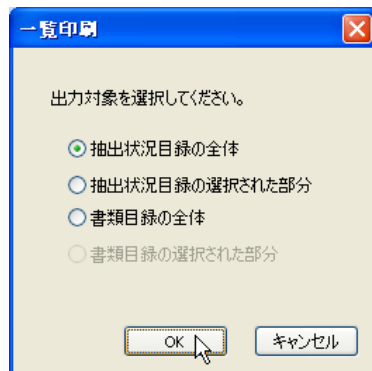 一覧印刷
出力対象を選択してください。
抽出状況目録の全体
抽出状況目録の選択された部分
書類目録の全体
書類目録の選択された部分
OK キャンセル